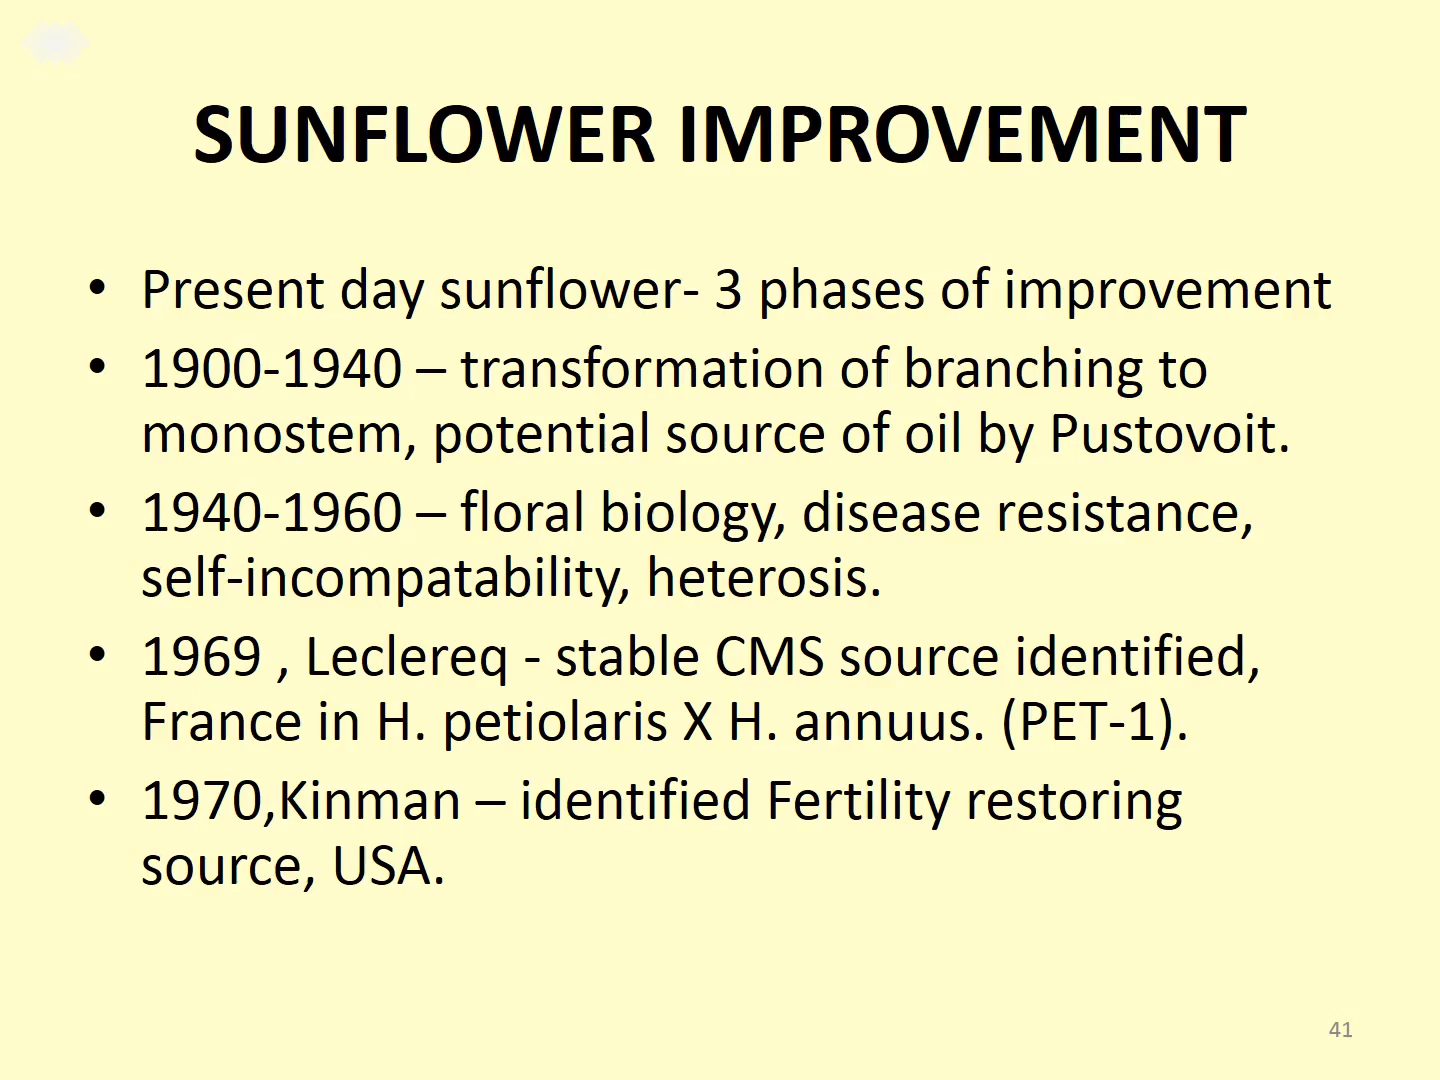 SUNFLOWER IMPROVEMENT
• Present day sunflower- 3 phases of improvement
• 1900-1940 – transformation of branching to
monostem, potential source of oil by Pustovoit.
• 1940-1960 – floral biology, disease resistance,
self-incompatability, heterosis.
• 1969 , Leclereq - stable CMS source identified,
France in H. petiolaris X H. annuus. (PET-1).
• 1970,Kinman – identified Fertility restoring
source, USA.
41